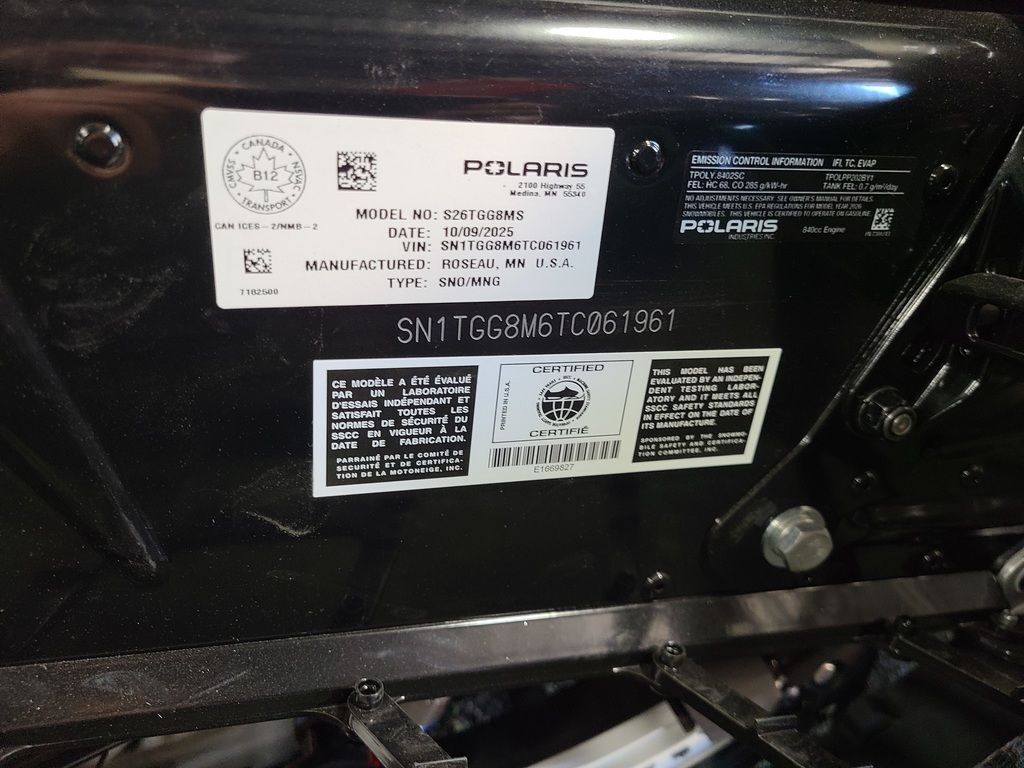 CANADA
CMVSS
NSVAC
B12
TRANSPORT
CAN ICES-2/NMB-2
7182500
POLARIS
2100 Highway 55
Medina, MN 55340
MODEL NO: S26TGG8MS
DATE: 10/09/2025
VIN: SN1TGG8M6TC061961
MANUFACTURED: ROSEAU, MN U.S.A.
TYPE: SNO/MNG
EMISSION CONTROL INFORMATION IFI, TC, EVAP
TPOLY.8402SC TPOLPP202BY1
FEL: HC 68, CO 285 g/kW-hr TANK FEL: 0.7 g/m²/day
NO ADJUSTMENTS NECESSARY. SEE OWNER'S MANUAL FOR DETAILS.
THIS VEHICLE MEETS U.S. EPA REGULATIONS FOR MODEL YEAR 2026
SNOWMOBILES. THIS VEHICLE IS CERTIFIED TO OPERATE ON GASOLINE
POLARIS
INDUSTRIES INC.
840cc Engine
SN1TGG8M6TC061961
CE MODÈLE A ÉTÉ ÉVALUÉ
PAR UN LABORATOIRE
D'ESSAIS INDÉPENDANT ET
SATISFAIT TOUTES LES
NORMES DE SÉCURITÉ DU
SSCC EN VIGUEUR À LA
DATE DE FABRICATION.
PARRAINÉ PAR LE COMITÉ DE
SÉCURITÉ ET DE CERTIFICA-
TION DE LA MOTONEIGE, INC.
PRINTED IN U.S.A.
CERTIFIED
CERTIFIÉ
E1669827
THIS MODEL HAS BEEN
EVALUATED BY AN INDEPEN-
DENT TESTING LABOR-
ATORY AND IT MEETS ALL
SSCC SAFETY STANDARDS
IN EFFECT ON THE DATE OF
ITS MANUFACTURE.
SPONSORED BY THE SNOWMO-
BILE SAFETY AND CERTIFICA-
TION COMMITTEE, INC.